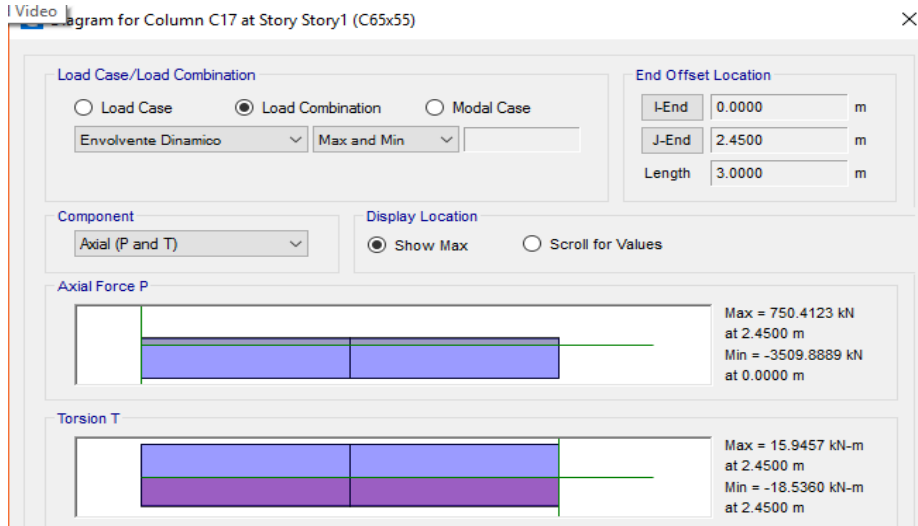 l Video
Diagram for Column C17 at Story Story1 (C65x55)
Load Case/Load Combination
Load Case
Load Combination
Modal Case
Envolvente Dinamico
Max and Min
End Offset Location
I-End
0.0000
m
J-End
2.4500
m
Length
3.0000
m
Component
Axial (P and T)
Display Location
Show Max
Scroll for Values
Axial Force P
Max = 750.4123 kN
at 2.4500 m
Min = -3509.8889 kN
at 0.0000 m
Torsion T
Max = 15.9457 kN-m
at 2.4500 m
Min = -18.5360 kN-m
at 2.4500 m